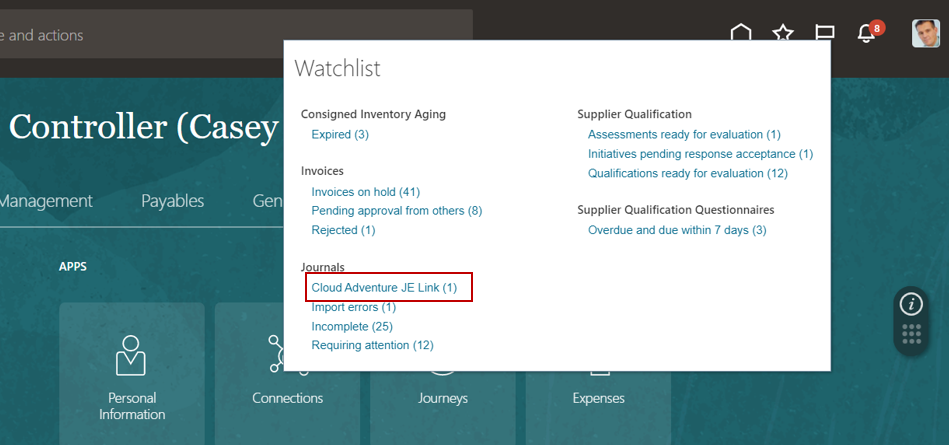 e and actions
8
Watchlist
Controller (Casey
Management
Payables
Gen
Consigned Inventory Aging
Expired (3)
Invoices
Invoices on hold (41)
Pending approval from others (8)
Rejected (1)
Journals
Cloud Adventure JE Link (1)
Import errors (1)
Incomplete (25)
Requiring attention (12)
Supplier Qualification
Assessments ready for evaluation (1)
Initiatives pending response acceptance (1)
Qualifications ready for evaluation (12)
Supplier Qualification Questionnaires
Overdue and due within 7 days (3)
APPS
Personal
Information
Connections
Journeys
Expenses
i